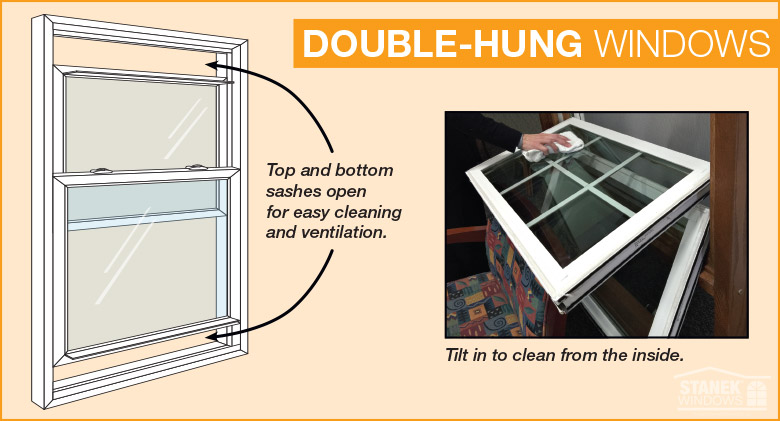 DOUBLE-HUNG WINDOWS
Top and bottom
sashes open
for easy cleaning
and ventilation.
Tilt in to clean from the inside.
STANEK
WINDOWS